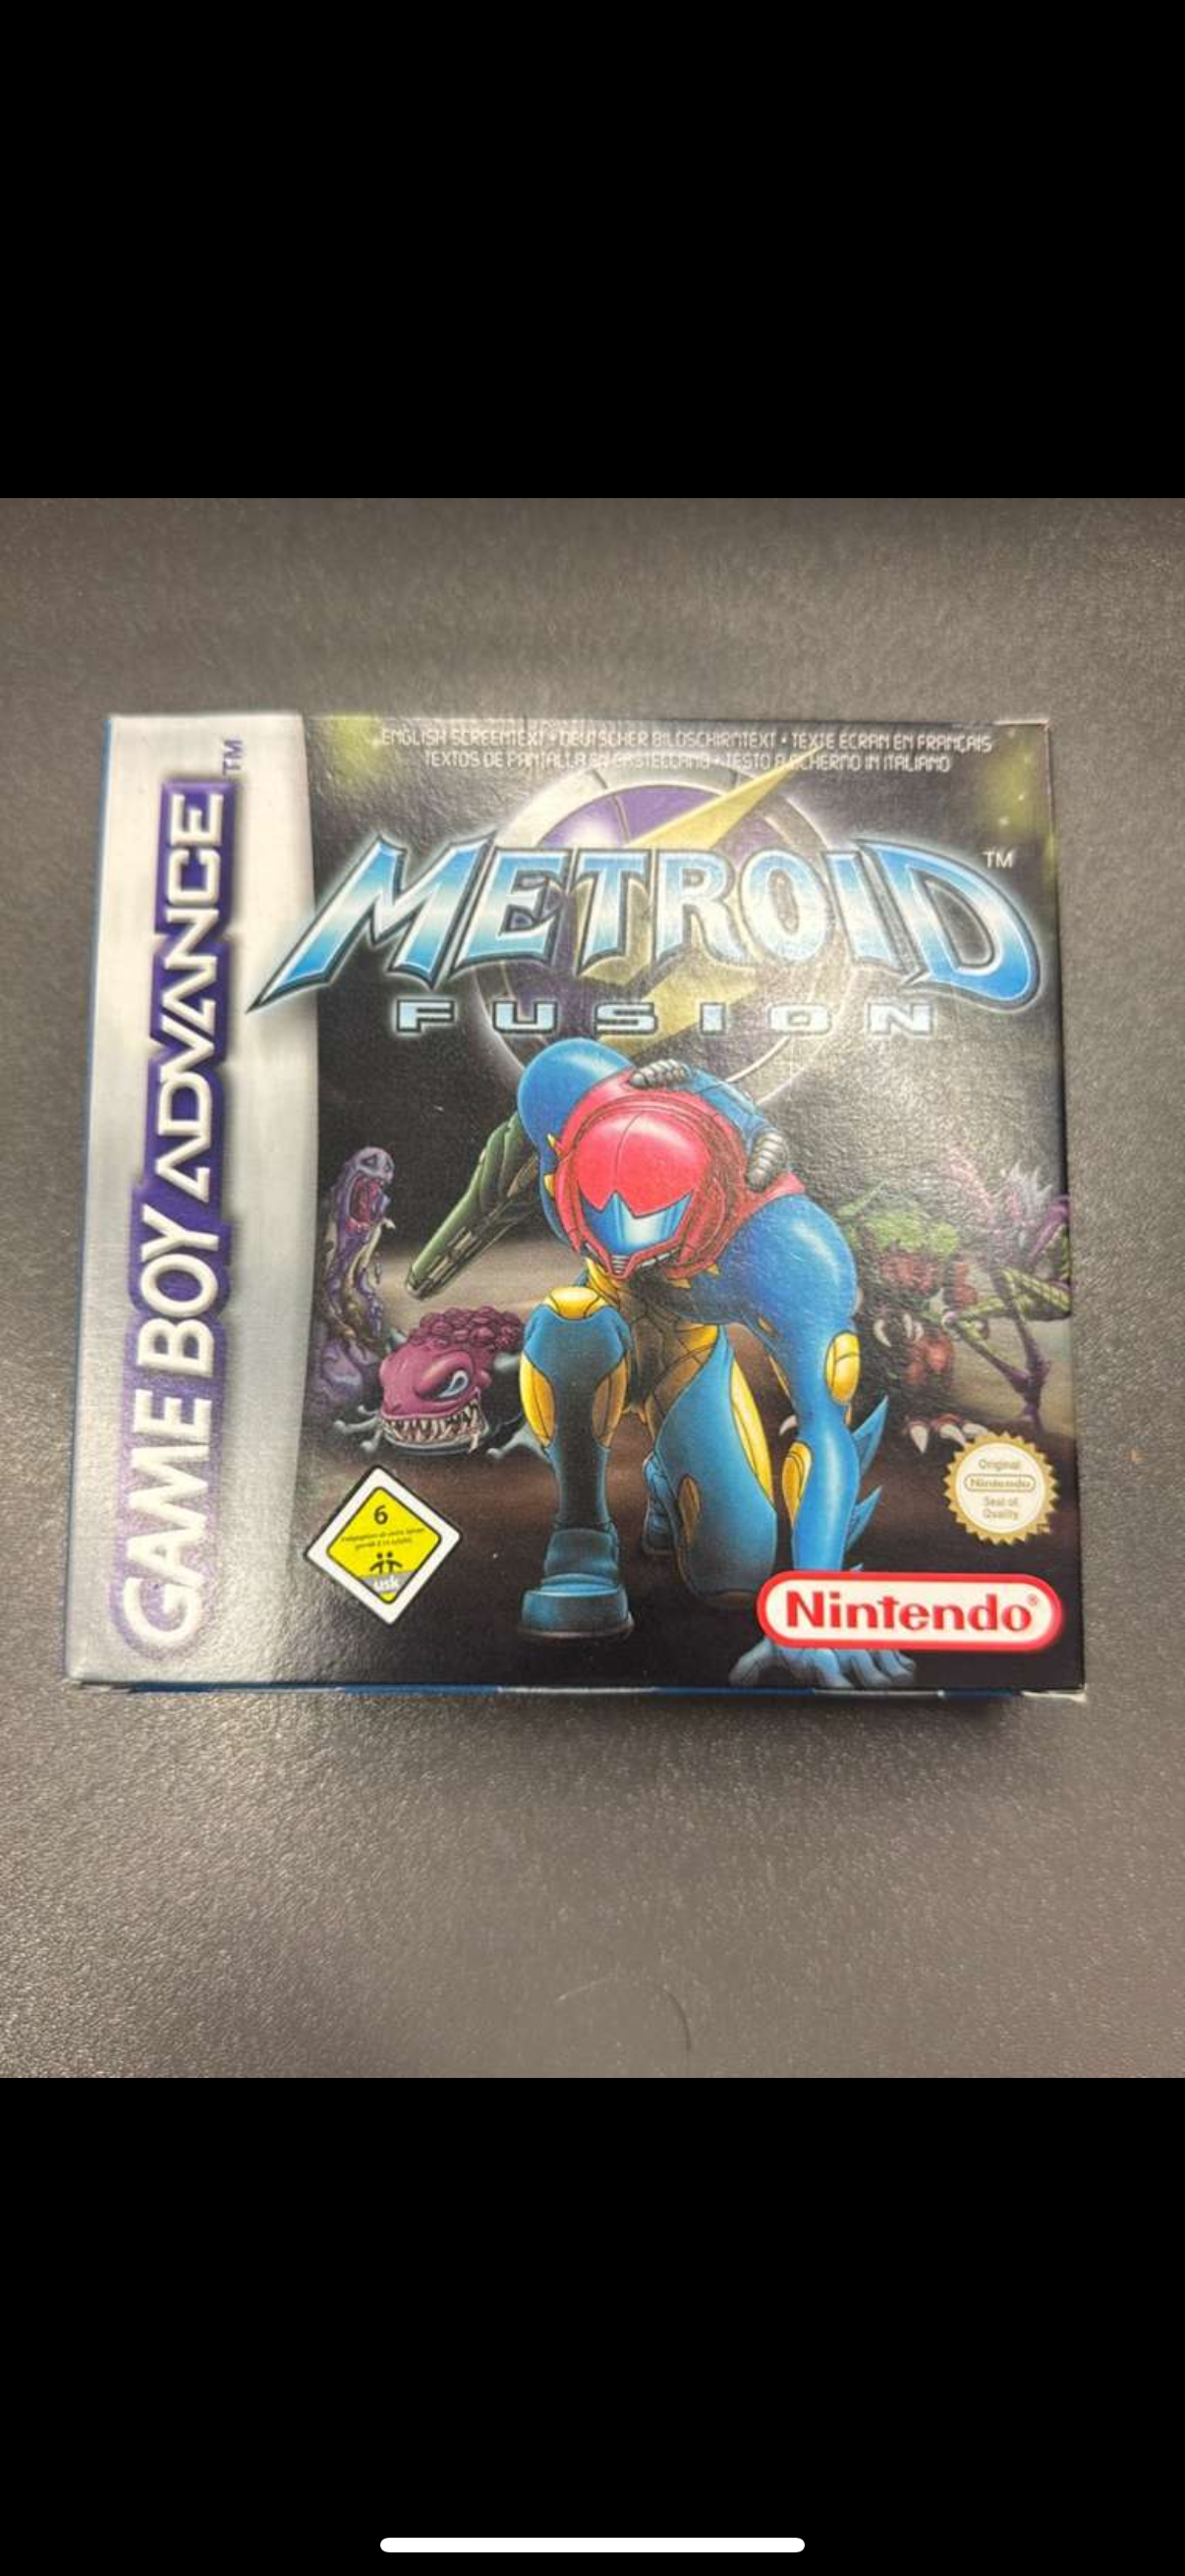 ENGLISH SCREENTEXT • DEUTSCHER BILDSCHIRMTEXT • TEXTE ECRAN EN FRANÇAIS
TEXTOS DE PANTALLA EN CASTELLANO • TESTO A SCHERMO IN ITALIANO
GAME BOY ADVANCE™
METROID™
FUSION
6
usk
Original
Nintendo
Seal of
Quality
Nintendo®